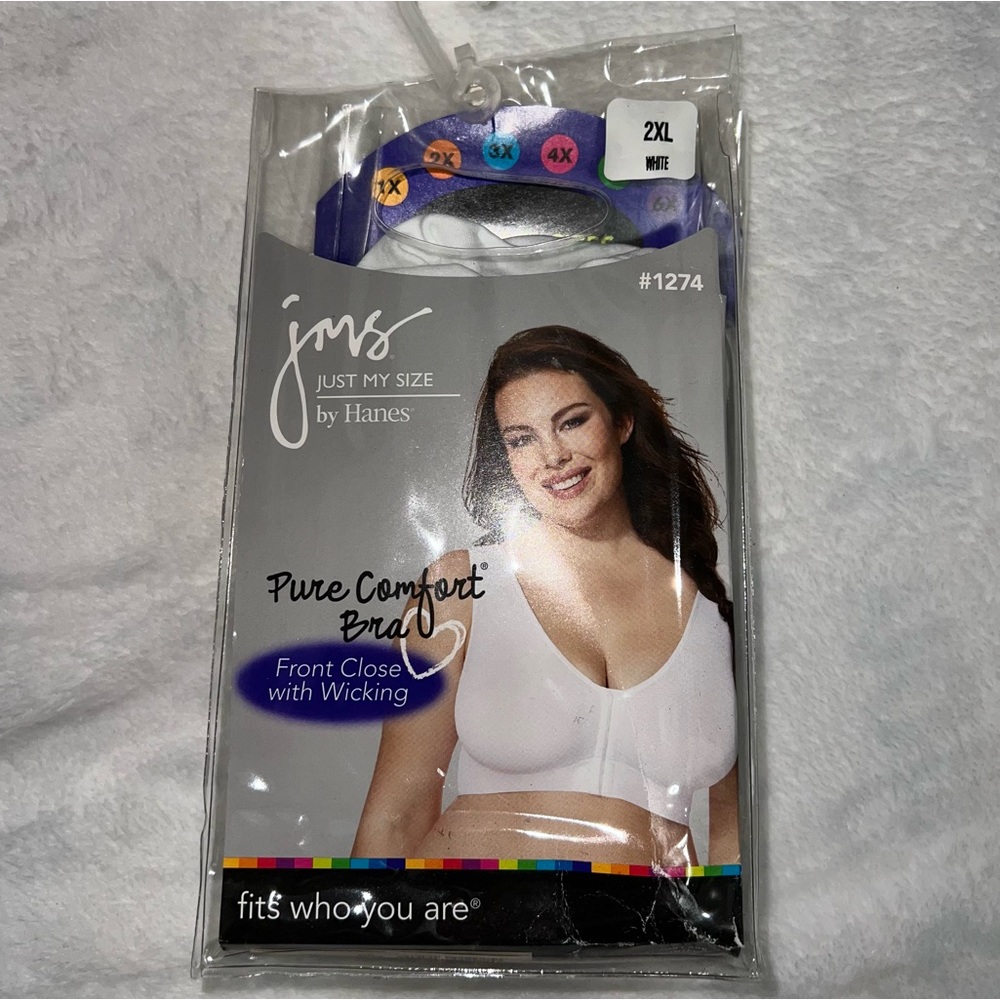 2XL
WHITE
1X
2X
3X
4X
6X
#1274
jms®
JUST MY SIZE
by Hanes®
Pure Comfort®
Bra
Front Close
with Wicking
fits who you are®